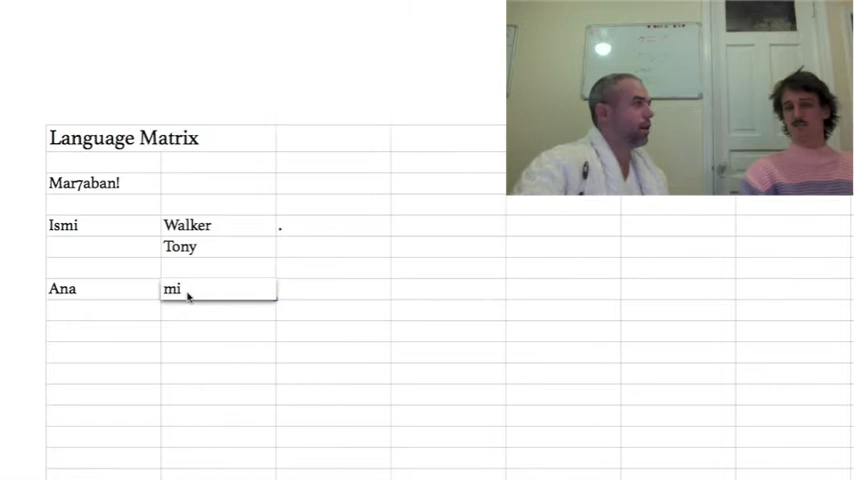 Language Matrix
Mar7aban!
Ismi Walker .
Tony
Ana mi